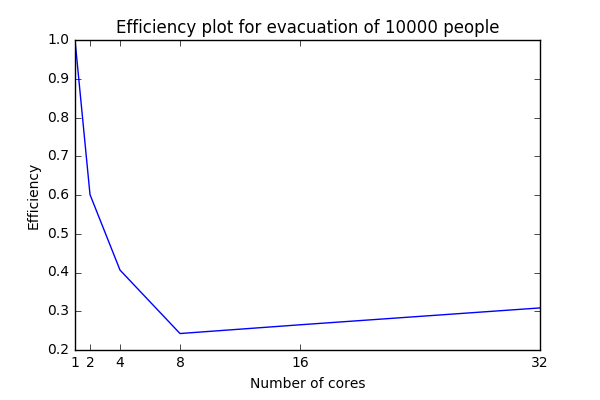 Efficiency plot for evacuation of 10000 people
1.0
0.9
0.8
0.7
0.6
0.5
0.4
0.3
0.2
Efficiency
1 2 4 8 16 32
Number of cores